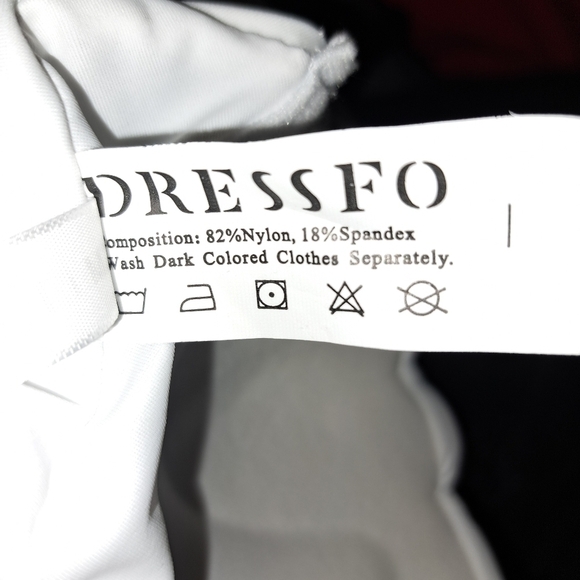 DRESSFO
omposition: 82%Nylon, 18%Spandex
Wash Dark Colored Clothes Separately.